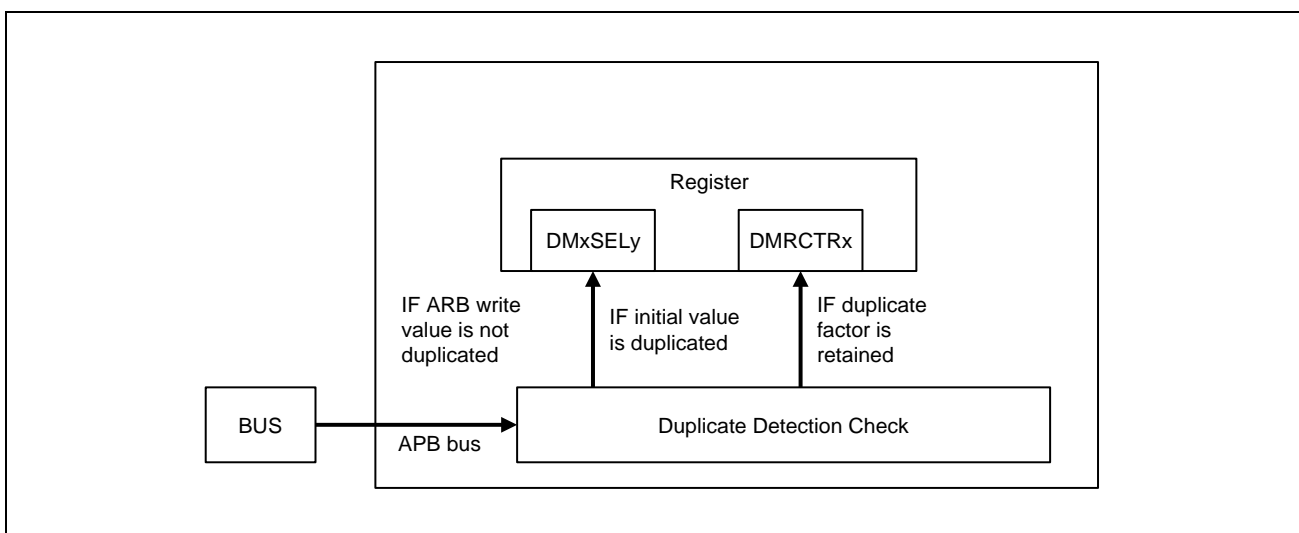 Register
DMxSELy
DMRCTRx
IF ARB write
value is not
duplicated
IF initial value
is duplicated
IF duplicate
factor is
retained
BUS
APB bus
Duplicate Detection Check